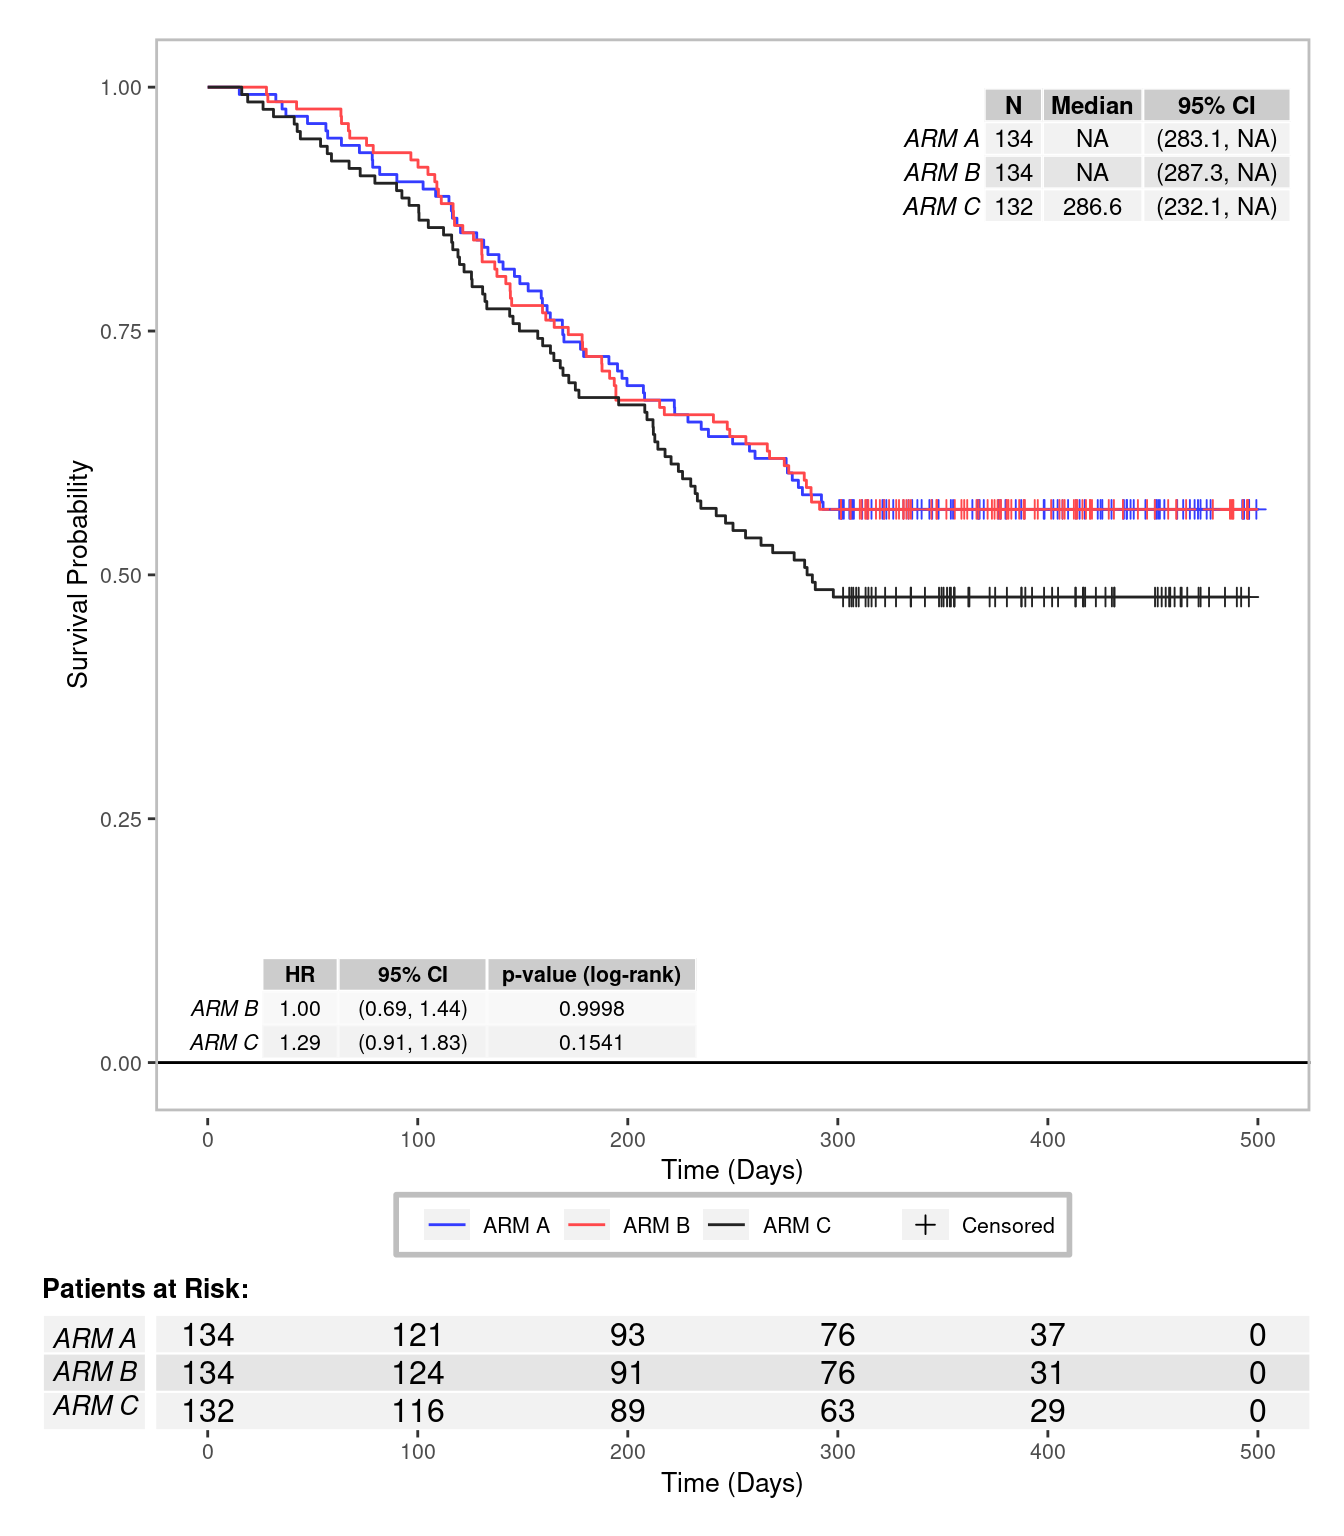 1.00
0.75
0.50
0.25
0.00
Survival Probability
N Median 95% CI
ARM A 134 NA (283.1, NA)
ARM B 134 NA (287.3, NA)
ARM C 132 286.6 (232.1, NA)
HR 95% CI p-value (log-rank)
ARM B 1.00 (0.69, 1.44) 0.9998
ARM C 1.29 (0.91, 1.83) 0.1541
0 100 200 300 400 500
Time (Days)
ARM A ARM B ARM C Censored
Patients at Risk:
ARM A 134 121 93 76 37 0
ARM B 134 124 91 76 31 0
ARM C 132 116 89 63 29 0
0 100 200 300 400 500
Time (Days)